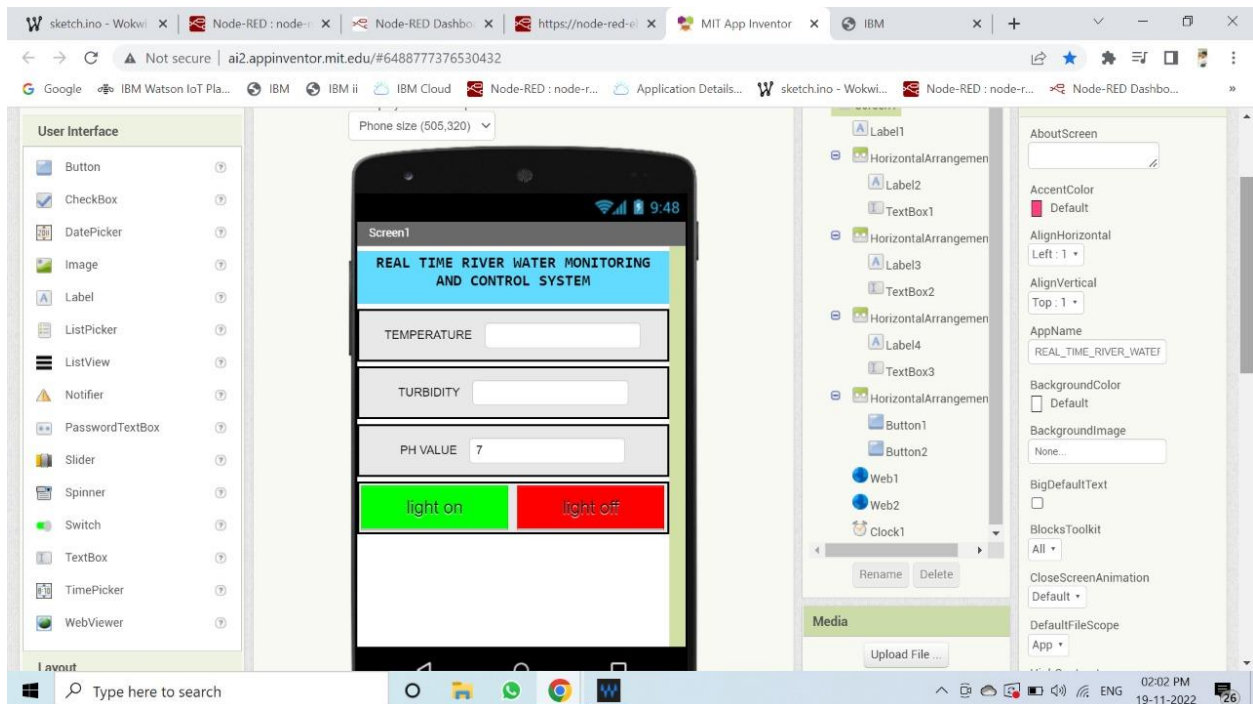 sketch.ino - Wokwi
Node-RED : node-r
Node-RED Dashbo
https://node-red-el
MIT App Inventor
IBM
Not secure | ai2.appinventor.mit.edu/#6488777376530432
Google
IBM Watson IoT Pla...
IBM
IBM ii
IBM Cloud
Node-RED : node-r...
Application Details...
sketch.ino - Wokwi...
Node-RED : node-r...
Node-RED Dashbo...
»
User Interface
Button
CheckBox
DatePicker
Image
Label
ListPicker
ListView
Notifier
PasswordTextBox
Slider
Spinner
Switch
TextBox
TimePicker
WebViewer
Layout
Phone size (505,320)
9:48
Screen1
REAL TIME RIVER WATER MONITORING
AND CONTROL SYSTEM
TEMPERATURE
TURBIDITY
PH VALUE 7
light on
light off
Screen1
Label1
HorizontalArrangemen
Label2
TextBox1
HorizontalArrangemen
Label3
TextBox2
HorizontalArrangemen
Label4
TextBox3
HorizontalArrangemen
Button1
Button2
Web1
Web2
Clock1
Rename
Delete
Media
Upload File ...
AboutScreen
AccentColor
Default
AlignHorizontal
Left : 1
AlignVertical
Top : 1
AppName
REAL_TIME_RIVER_WATER
BackgroundColor
Default
BackgroundImage
None...
BigDefaultText
BlocksToolkit
All
CloseScreenAnimation
Default
DefaultFileScope
App
Type here to search
ENG
02:02 PM
19-11-2022
26